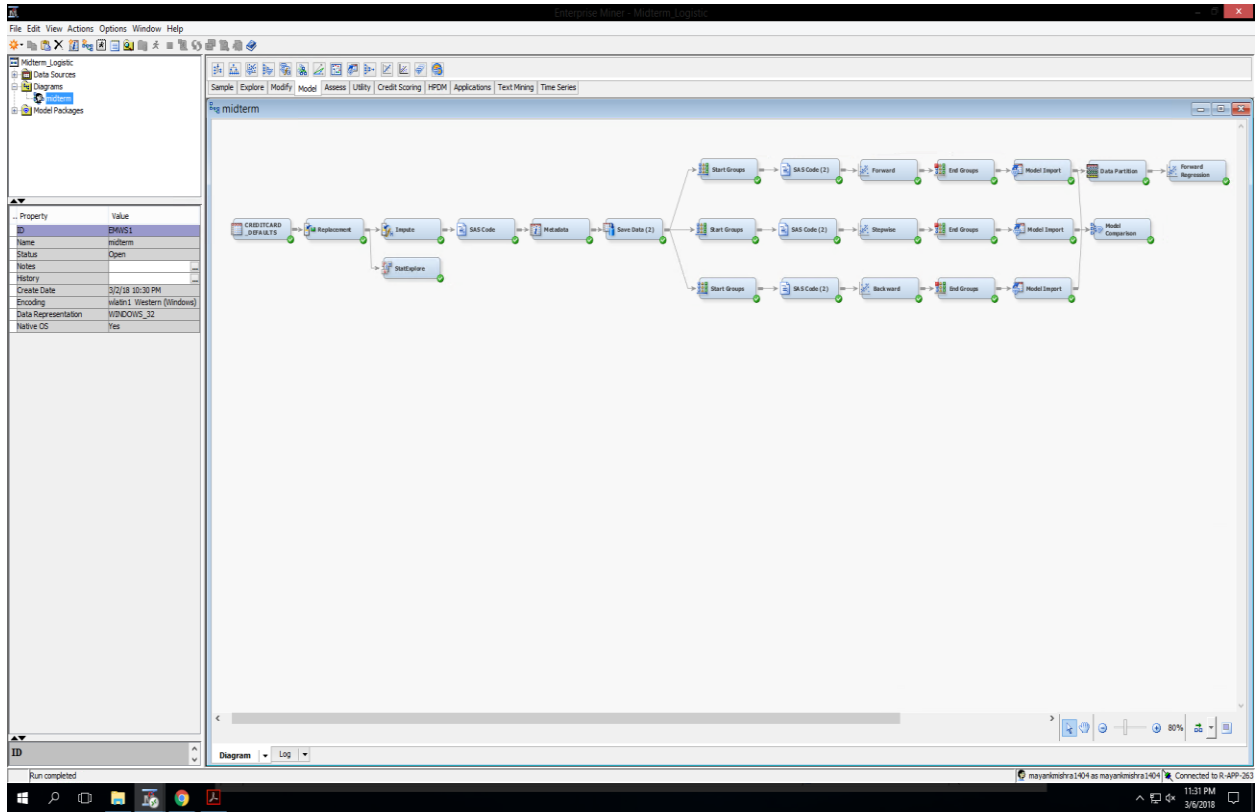 Enterprise Miner - Midterm_Logistic
File Edit View Actions Options Window Help
Midterm_Logistic
Data Sources
Diagrams
midterm
Model Packages
Sample Explore Modify Model Assess Utility Credit Scoring HPDM Applications Text Mining Time Series
midterm
.. Property Value
ID EMWS1
Name midterm
Status Open
Notes ...
History ...
Create Date 3/2/18 10:30 PM
Encoding wlatin1 Western (Windows)
Data Representation WINDOWS_32
Native OS Yes
Start Groups SAS Code (2) Forward End Groups Model Import Data Partition Forward
Regression
CREDITCARD
_DEFAULTS
Replacement Impute SAS Code Metadata Save Data (2) Start Groups SAS Code (2) Stepwise End Groups Model Import Model
Comparison
StatExplore
Start Groups SAS Code (2) Backward End Groups Model Import
80%
ID
Diagram Log
Run completed
mayankmishra1404 as mayankmishra1404 Connected to R-APP-263
11:31 PM
3/6/2018